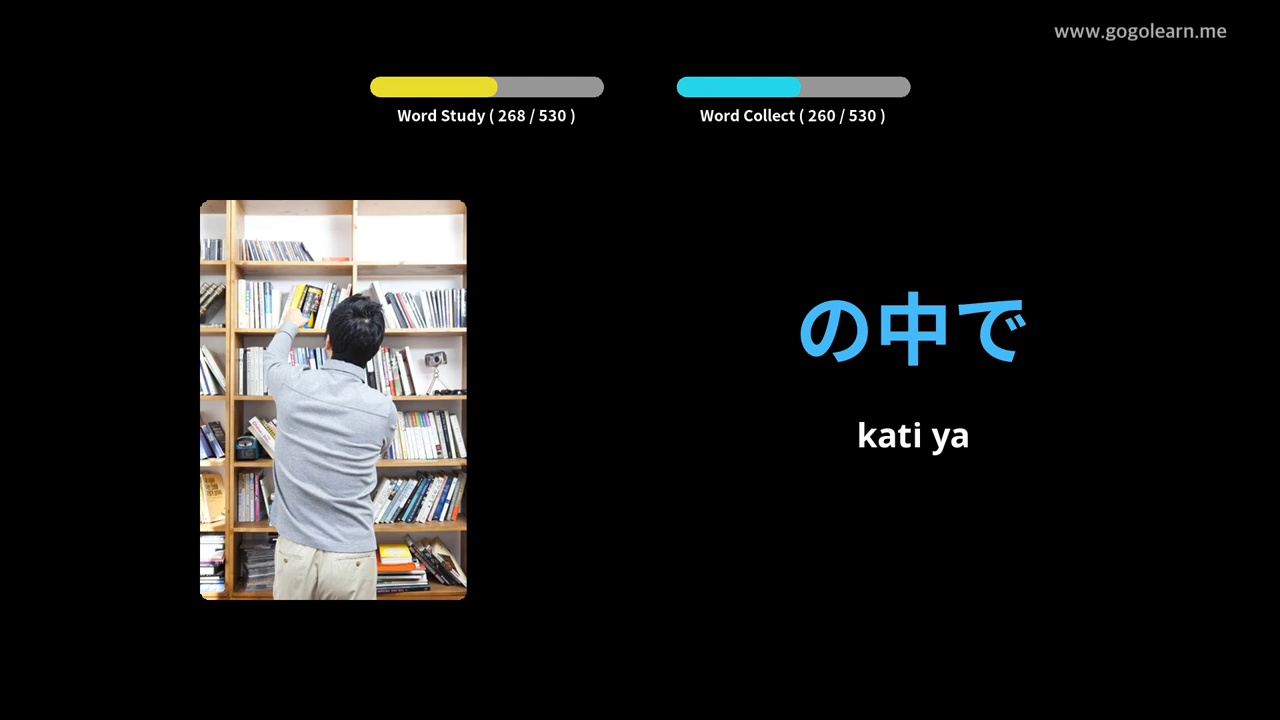 www.gogolearn.me
Word Study ( 268 / 530 )
Word Collect ( 260 / 530 )
の中で
kati ya